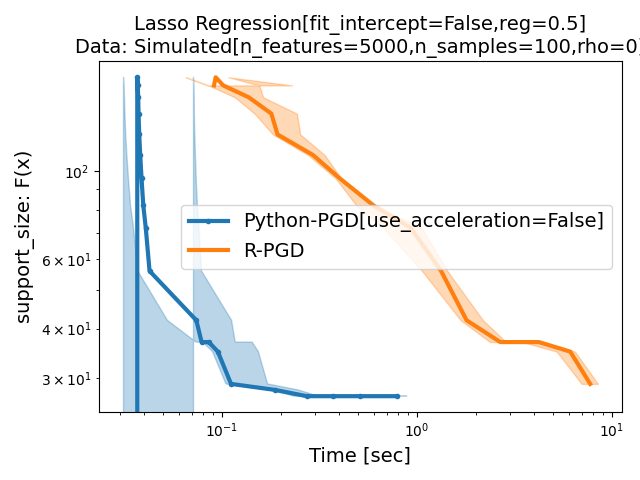 Lasso Regression[fit_intercept=False,reg=0.5]
Data: Simulated[n_features=5000,n_samples=100,rho=0]
support_size: F(x)
10²
6 × 10¹
4 × 10¹
3 × 10¹
Python-PGD[use_acceleration=False]
R-PGD
10⁻¹
10⁰
10¹
Time [sec]